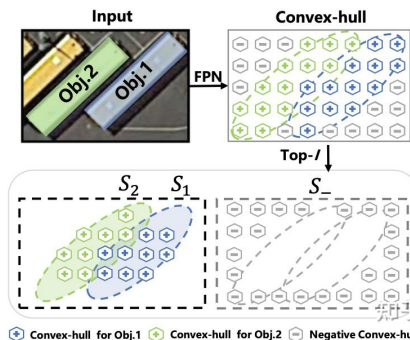 Input
Convex-hull
Obj.2
Obj.1
FPN
Top-l
S₂
S₁
S₋
Convex-hull for Obj.1
Convex-hull for Obj.2
Negative Convex-hu